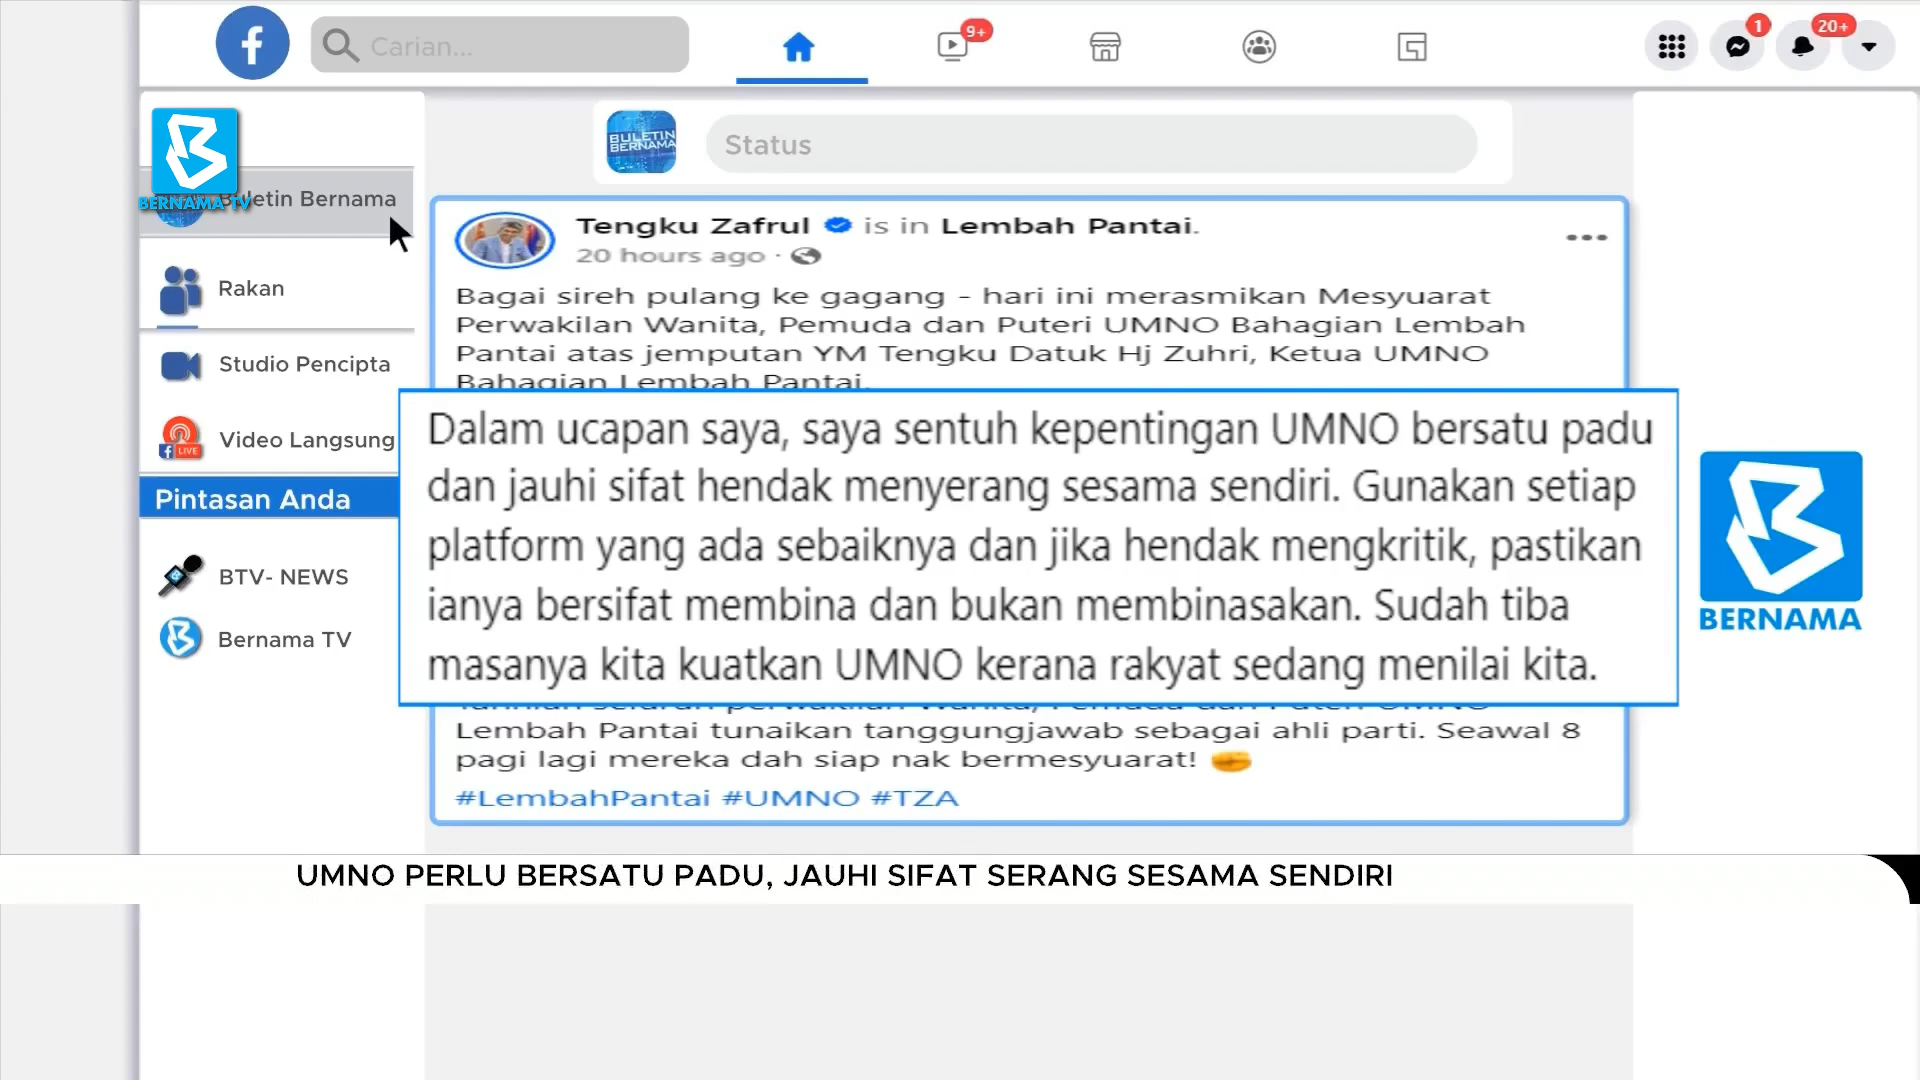 Carian...
9+
1
20+
BERNAMA TV
Buletin Bernama
Rakan
Studio Pencipta
LIVE
Video Langsung
Pintasan Anda
BTV- NEWS
Bernama TV
BULETIN
BERNAMA
Status
Tengku Zafrul is in Lembah Pantai.
20 hours ago ·
Bagai sireh pulang ke gagang - hari ini merasmikan Mesyuarat
Perwakilan Wanita, Pemuda dan Puteri UMNO Bahagian Lembah
Pantai atas jemputan YM Tengku Datuk Hj Zuhri, Ketua UMNO
Bahagian Lembah Pantai.
Dalam ucapan saya, saya sentuh kepentingan UMNO bersatu padu
dan jauhi sifat hendak menyerang sesama sendiri. Gunakan setiap
platform yang ada sebaiknya dan jika hendak mengkritik, pastikan
ianya bersifat membina dan bukan membinasakan. Sudah tiba
masanya kita kuatkan UMNO kerana rakyat sedang menilai kita.
Lembah Pantai tunaikan tanggungjawab sebagai ahli parti. Seawal 8
pagi lagi mereka dah siap nak bermesyuarat!
#LembahPantai #UMNO #TZA
BERNAMA
UMNO PERLU BERSATU PADU, JAUHI SIFAT SERANG SESAMA SENDIRI